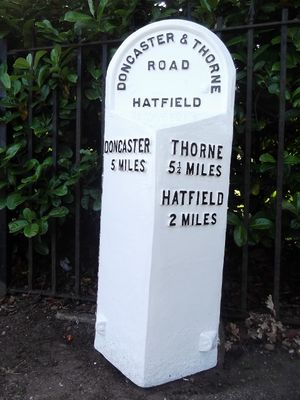 DONCASTER & THORNE
ROAD
HATFIELD
DONCASTER
5 MILES
THORNE
5½ MILES
HATFIELD
2 MILES